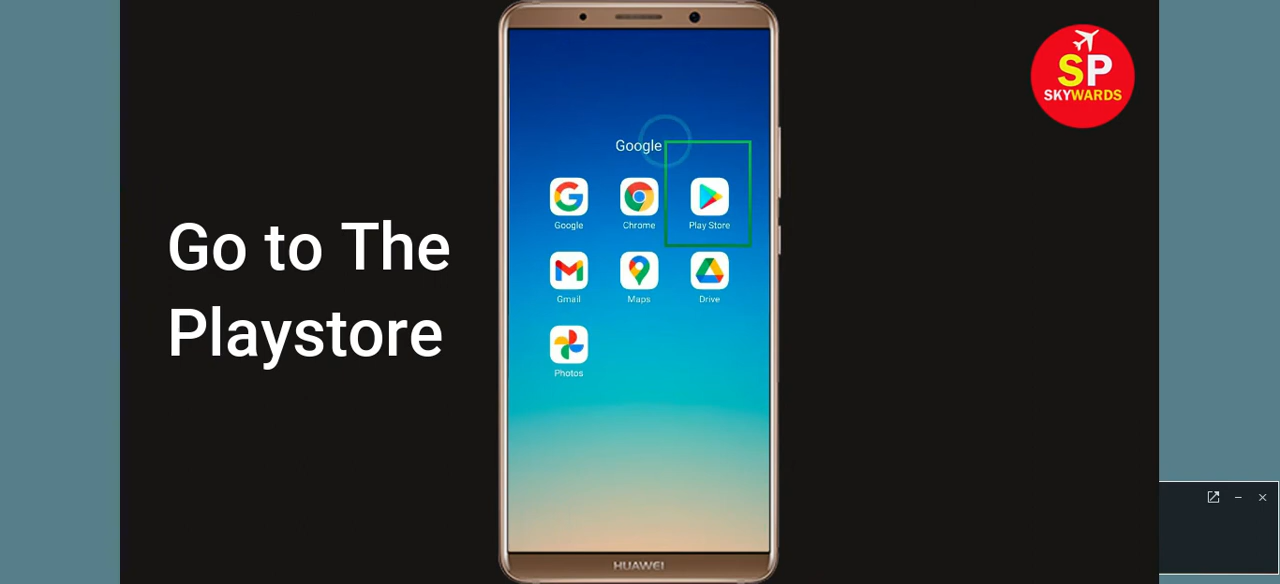 SP
SKYWARDS
Go to The
Playstore
Google
Google
Chrome
Play Store
Gmail
Maps
Drive
Photos
HUAWEI